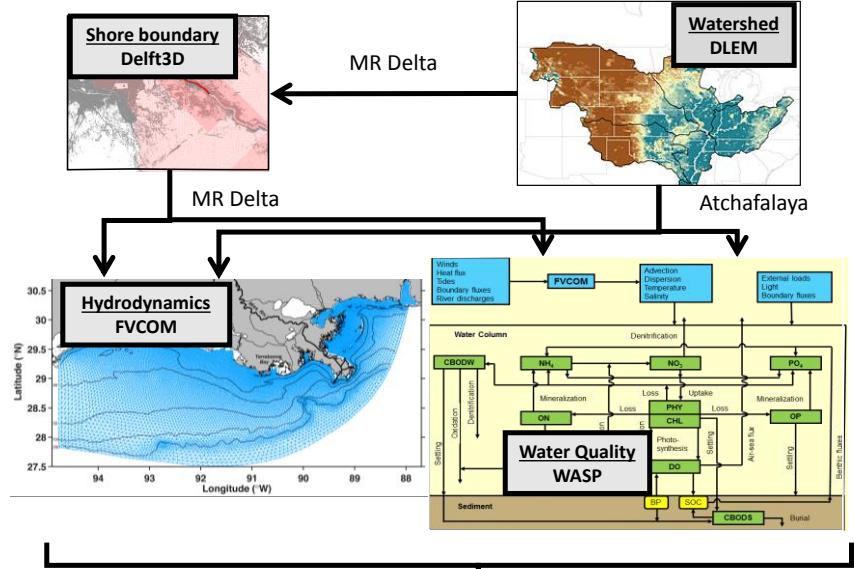 Shore boundary
Delft3D
MR Delta
Watershed
DLEM
MR Delta
Atchafalaya
Hydrodynamics
FVCOM
30.5
30
29.5
29
28.5
28
27.5
Latitude (°N)
94
93
92
91
90
89
88
Longitude (°W)
Winds
Heat flux
Tides
Boundary fluxes
River discharges
FVCOM
Advection
Dispersion
Temperature
Salinity
External loads
Light
Boundary fluxes
Water Column
Denitrification
CBODW
NH₄
NO₃
PO₄
Mineralization
Loss
Uptake
Mineralization
ON
Loss
PHY
CHL
Loss
OP
Settling
Oxidation
Denitrification
Photo-
synthesis
Settling
Air-sea flux
Settling
Benthic fluxes
Water Quality
WASP
DO
Sediment
BP
SOC
CBODS
Burial